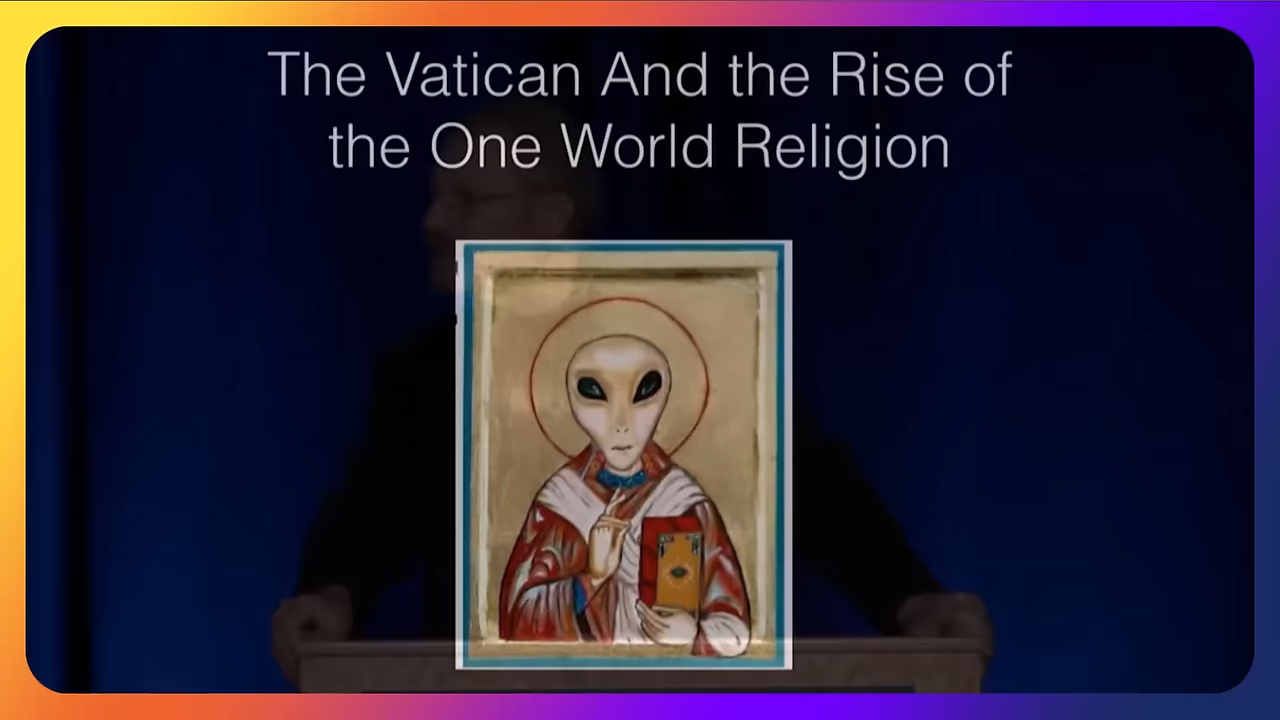 The Vatican And the Rise of
the One World Religion